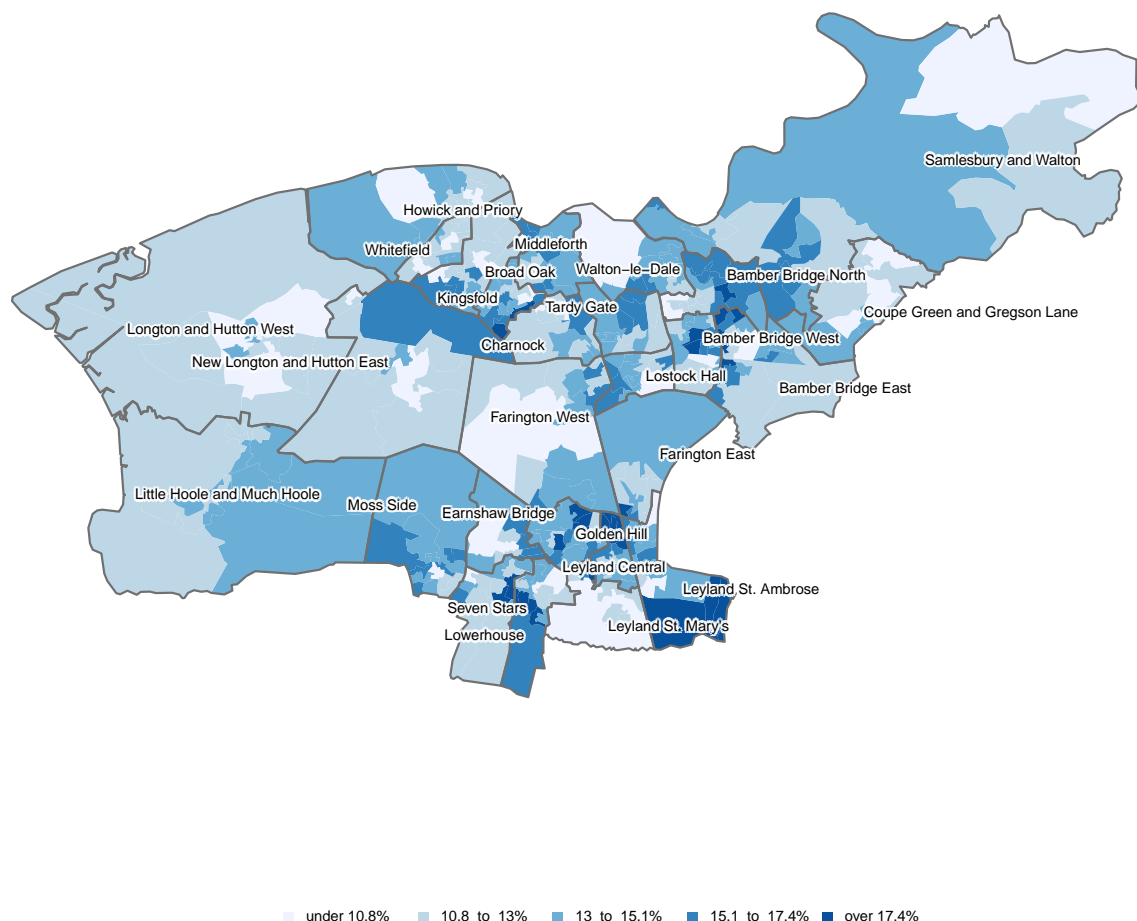 Samlesbury and Walton
Howick and Priory
Middleforth
Whitefield
Walton−le−Dale
Broad Oak
Bamber Bridge North
Kingsfold
Tardy Gate
Coupe Green and Gregson Lane
Longton and Hutton West
Bamber Bridge West
Charnock
New Longton and Hutton East
Lostock Hall
Bamber Bridge East
Farington West
Farington East
Little Hoole and Much Hoole
Moss Side
Earnshaw Bridge
Golden Hill
Leyland Central
Leyland St. Ambrose
Seven Stars
Leyland St. Mary's
Lowerhouse
under 10.8% 10.8 to 13% 13 to 15.1% 15.1 to 17.4% over 17.4%